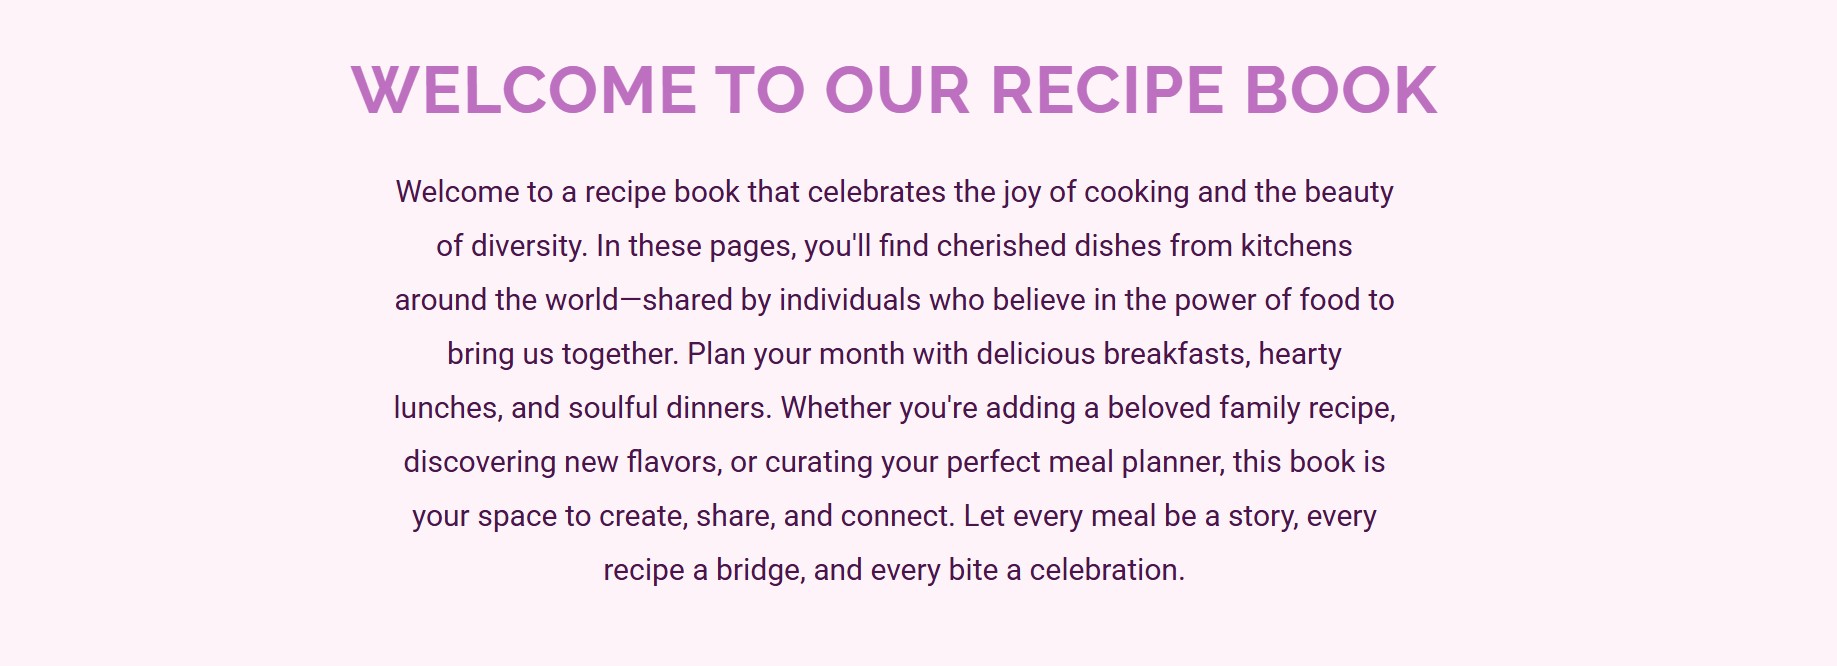 WELCOME TO OUR RECIPE BOOK
Welcome to a recipe book that celebrates the joy of cooking and the beauty
of diversity. In these pages, you'll find cherished dishes from kitchens
around the world—shared by individuals who believe in the power of food to
bring us together. Plan your month with delicious breakfasts, hearty
lunches, and soulful dinners. Whether you're adding a beloved family recipe,
discovering new flavors, or curating your perfect meal planner, this book is
your space to create, share, and connect. Let every meal be a story, every
recipe a bridge, and every bite a celebration.